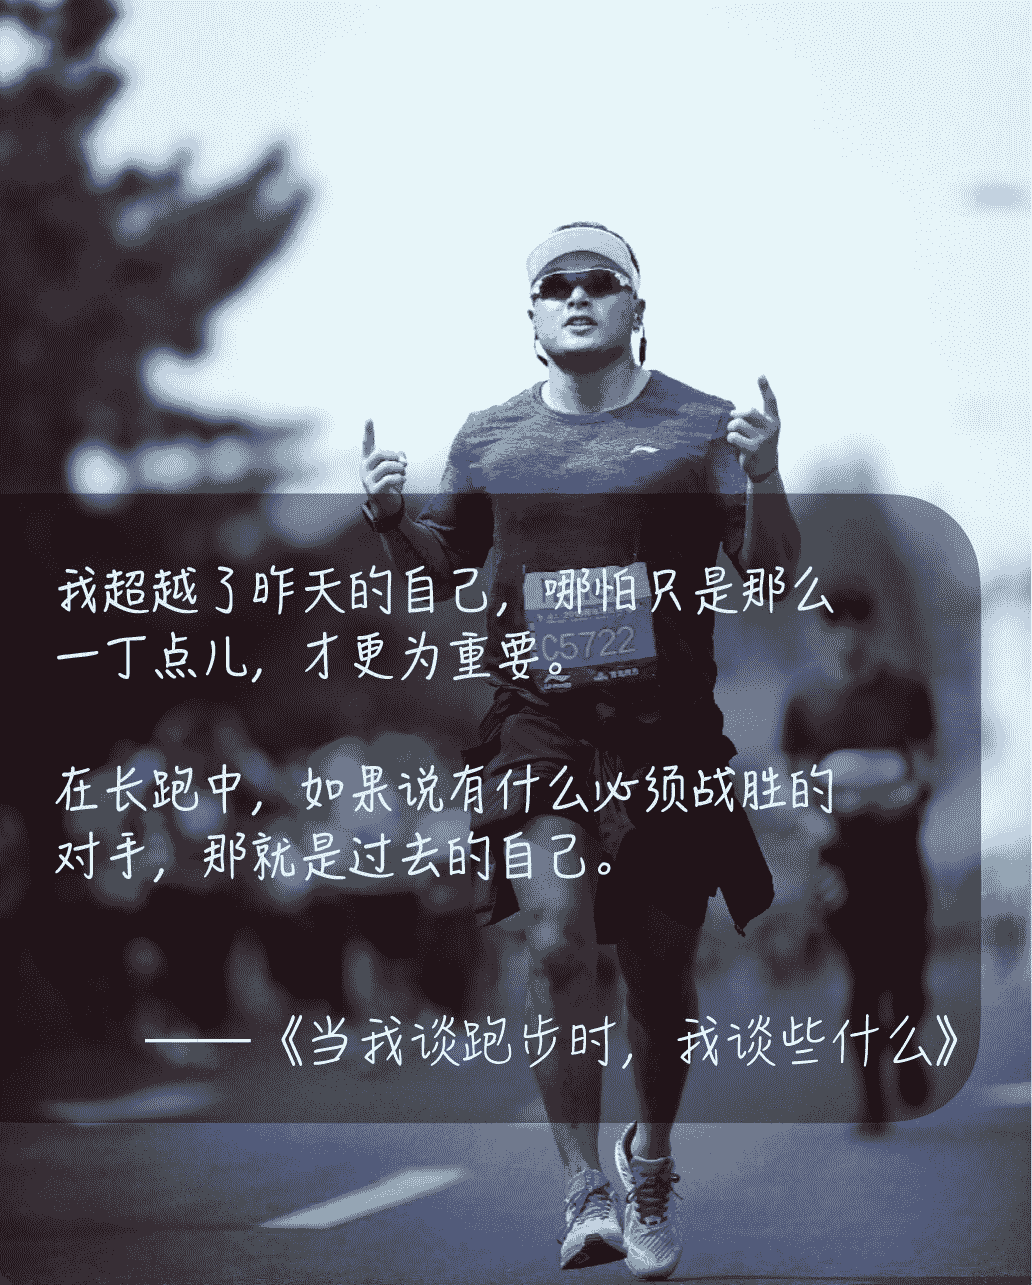 我超越了昨天的自己，哪怕只是那么
一丁点儿，才更为重要。
C5722
在长跑中，如果说有什么必须战胜的
对手，那就是过去的自己。
——《当我谈跑步时，我谈些什么》